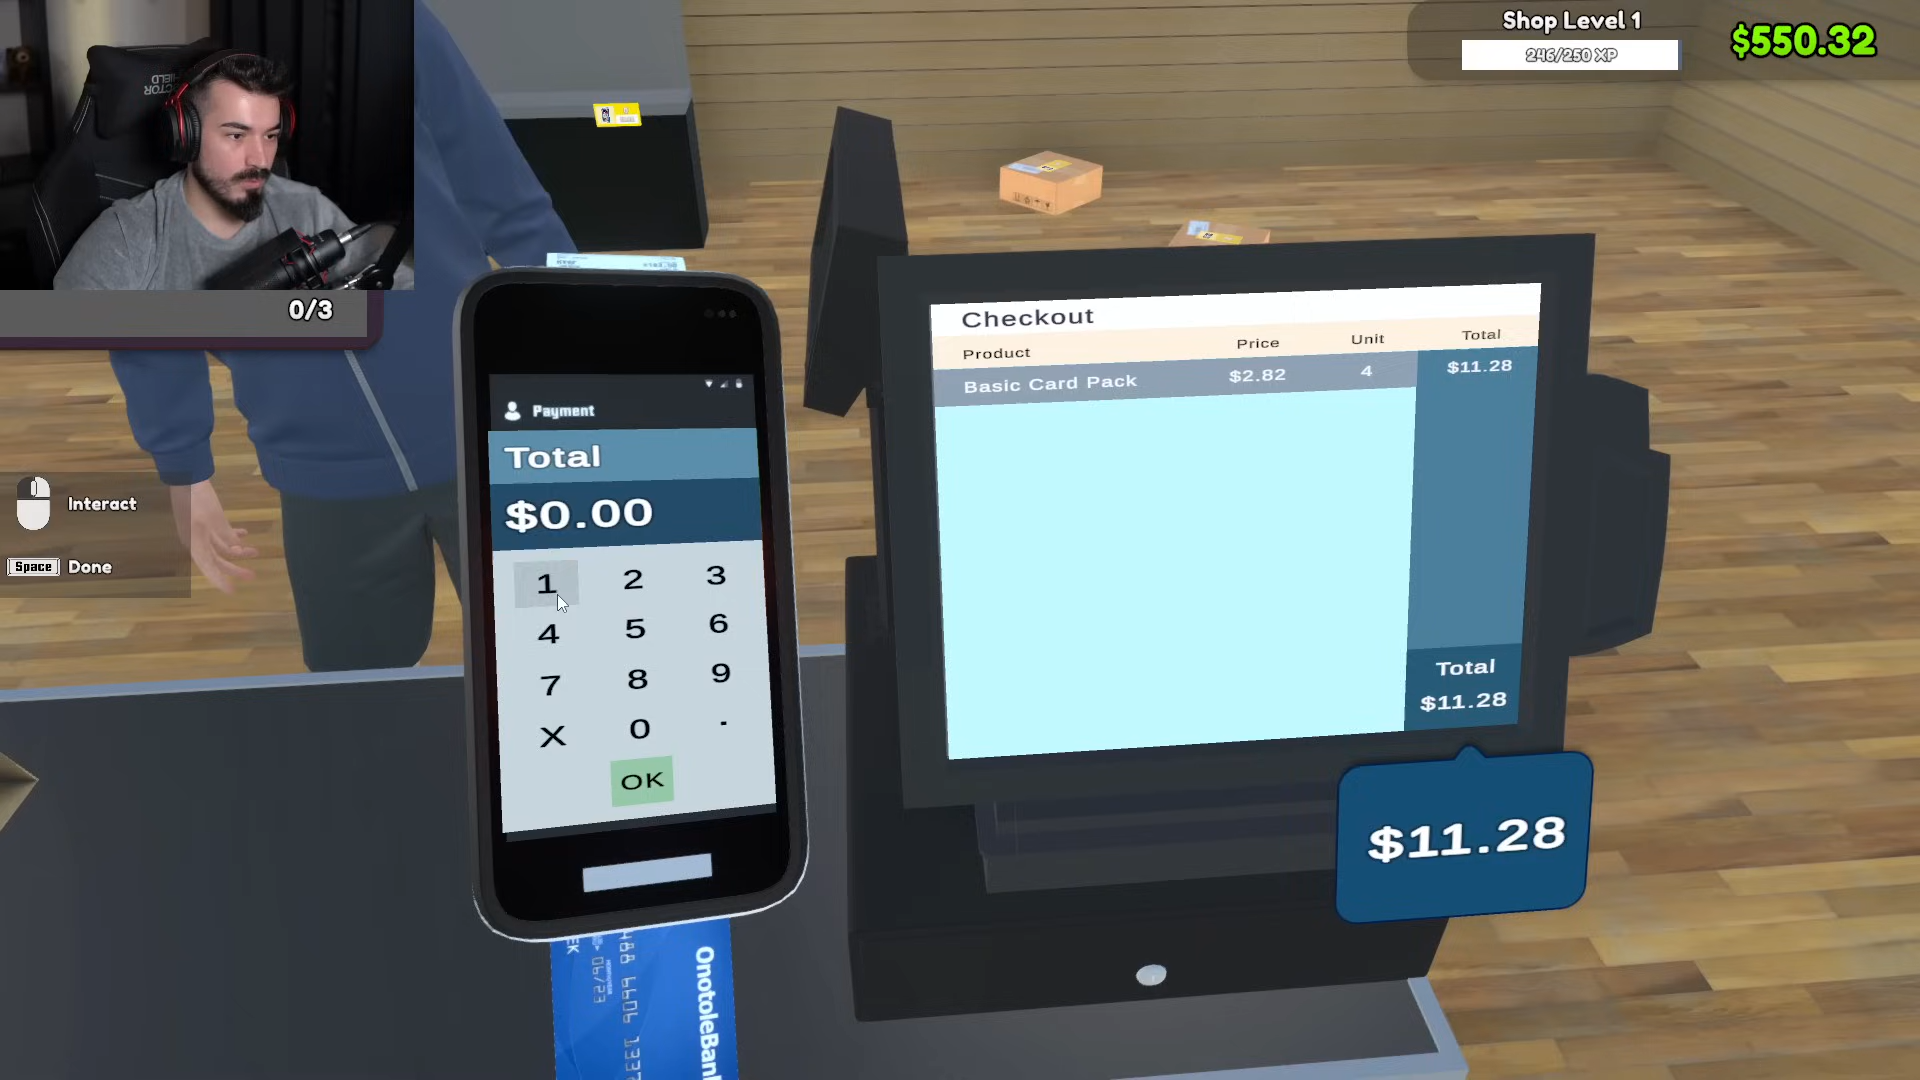 Shop Level 1
246/250 XP
$550.32
0/3
Interact
Space Done
Payment
Total
$0.00
1 2 3
4 5 6
7 8 9
X 0 .
OK
Checkout
Product Price Unit Total
Basic Card Pack $2.82 4 $11.28
Total
$11.28
$11.28
OnotoleBank